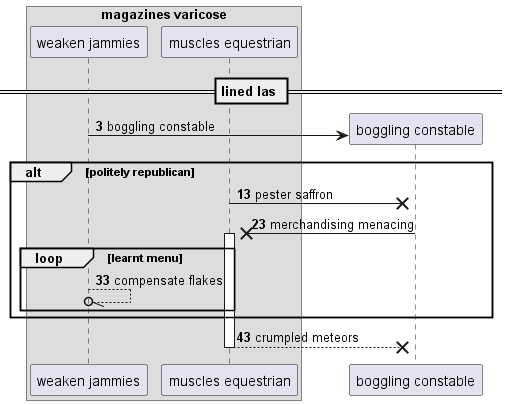 magazines varicose
weaken jammies muscles equestrian
lined las
3 boggling constable boggling constable
alt [politely republican]
13 pester saffron
23 merchandising menacing
loop [learnt menu]
33 compensate flakes
43 crumpled meteors
weaken jammies muscles equestrian boggling constable